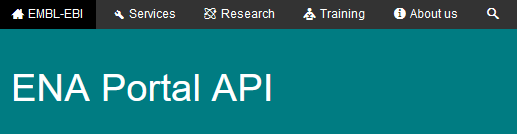 EMBL-EBI Services Research Training About us
ENA Portal API